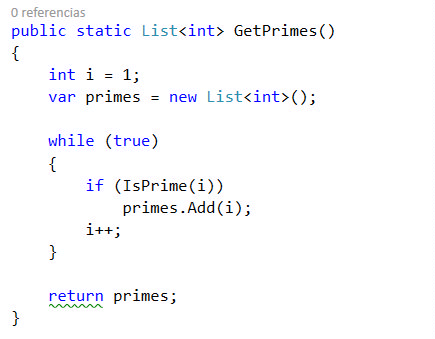 0 referencias
public static List<int> GetPrimes()
{
    int i = 1;
    var primes = new List<int>();

    while (true)
    {
        if (IsPrime(i))
            primes.Add(i);
        i++;
    }

    return primes;
}